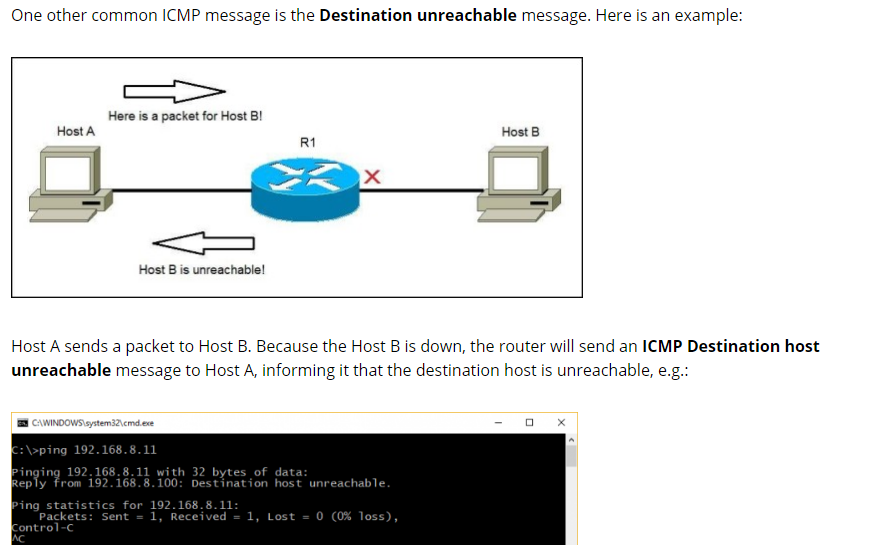 One other common ICMP message is the Destination unreachable message. Here is an example:
Here is a packet for Host B!
Host A
R1
Host B
Host B is unreachable!
Host A sends a packet to Host B. Because the Host B is down, the router will send an ICMP Destination host
unreachable message to Host A, informing it that the destination host is unreachable, e.g.:
C:\WINDOWS\system32\cmd.exe
C:\>ping 192.168.8.11
Pinging 192.168.8.11 with 32 bytes of data:
Reply from 192.168.8.100: Destination host unreachable.
Ping statistics for 192.168.8.11:
Packets: Sent = 1, Received = 1, Lost = 0 (0% loss),
Control-C
^C